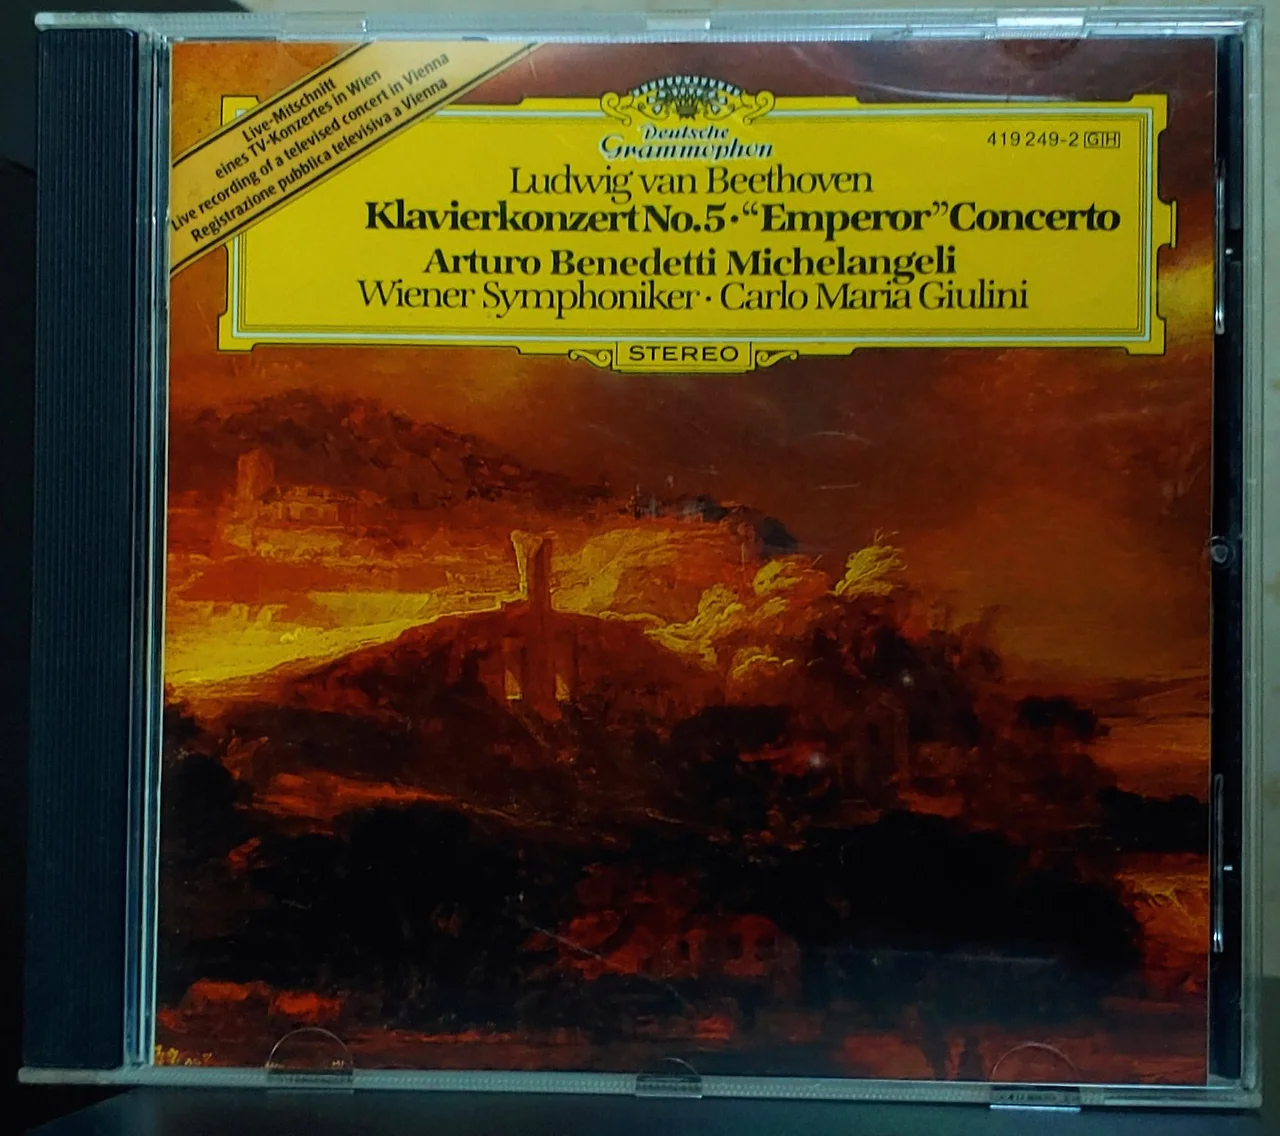 Live-Mitschnitt
eines TV-Konzertes in Wien
Live recording of a televised concert in Vienna
Registrazione pubblica televisiva a Vienna
Deutsche
Grammophon
419 249-2 GH
Ludwig van Beethoven
Klavierkonzert No. 5 · “Emperor” Concerto
Arturo Benedetti Michelangeli
Wiener Symphoniker · Carlo Maria Giulini
STEREO